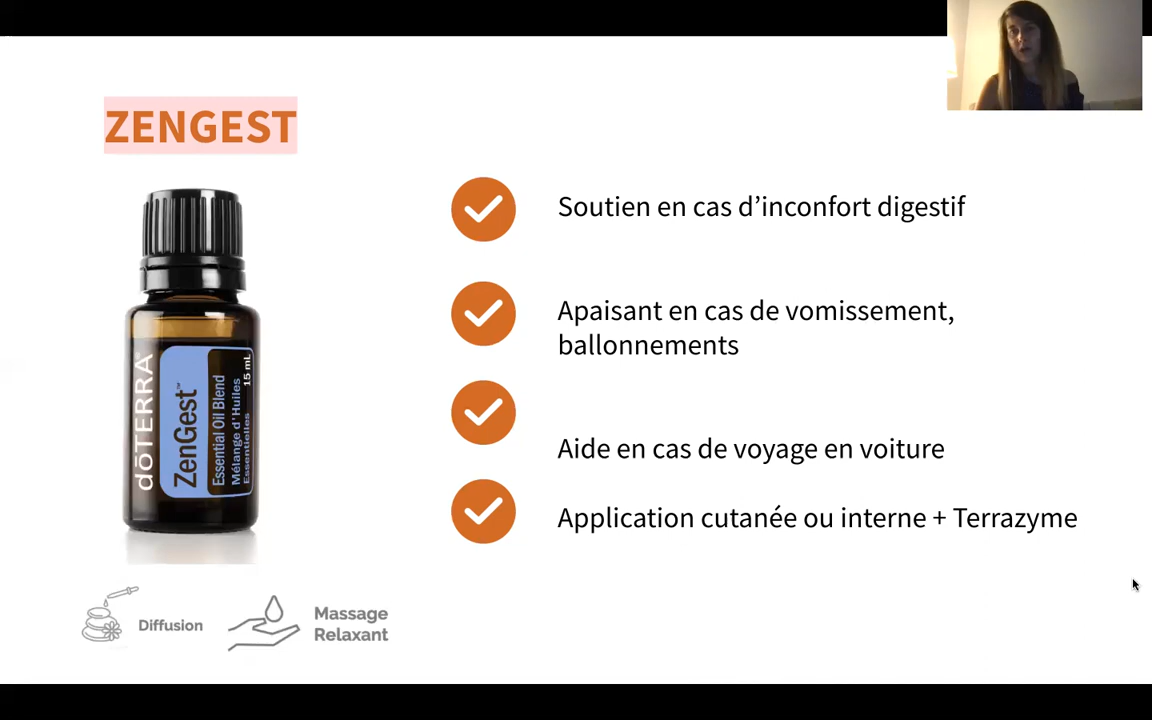 ZENGEST
Soutien en cas d’inconfort digestif
Apaisant en cas de vomissement,
ballonnements
Aide en cas de voyage en voiture
Application cutanée ou interne + Terrazyme
dōTERRA
ZenGest™
Essential Oil Blend
Mélange d'Huiles
Essentielles
15 mL
Diffusion
Massage
Relaxant